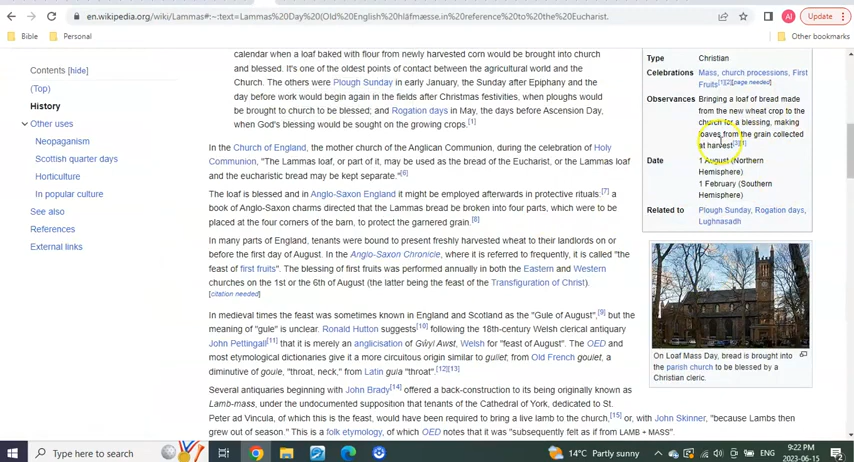 en.wikipedia.org/wiki/Lammas#:~:text=Lammas%20Day%20(Old%20English%20hlāfmæsse.in%20reference%20to%20the%20Eucharist.
AI
Update
Bible
Personal
Other bookmarks
Contents [hide]
(Top)
History
Other uses
Neopaganism
Scottish quarter days
Horticulture
In popular culture
See also
References
External links
calendar when a loaf baked with flour from newly harvested corn would be brought into church
and blessed. It's one of the oldest points of contact between the agricultural world and the
Church. The others were Plough Sunday in early January, the Sunday after Epiphany and the
day before work would begin again in the fields after Christmas festivities, when ploughs would
be brought to church to be blessed; and Rogation days in May, the days before Ascension Day,
when God's blessing would be sought on the growing crops.[1]
In the Church of England, the mother church of the Anglican Communion, during the celebration of Holy
Communion, "The Lammas loaf, or part of it, may be used as the bread of the Eucharist, or the Lammas loaf
and the eucharistic bread may be kept separate."[6]
The loaf is blessed and in Anglo-Saxon England it might be employed afterwards in protective rituals:[7] a
book of Anglo-Saxon charms directed that the Lammas bread be broken into four parts, which were to be
placed at the four corners of the barn, to protect the garnered grain.[8]
In many parts of England, tenants were bound to present freshly harvested wheat to their landlords on or
before the first day of August. In the Anglo-Saxon Chronicle, where it is referred to frequently, it is called "the
feast of first fruits". The blessing of first fruits was performed annually in both the Eastern and Western
churches on the 1st or the 6th of August (the latter being the feast of the Transfiguration of Christ).
[citation needed]
In medieval times the feast was sometimes known in England and Scotland as the "Gule of August",[9] but the
meaning of "gule" is unclear. Ronald Hutton suggests[10] following the 18th-century Welsh clerical antiquary
John Pettingall[11] that it is merely an anglicisation of Gŵyl Awst, Welsh for "feast of August". The OED and
most etymological dictionaries give it a more circuitous origin similar to gullet; from Old French goulet, a
diminutive of goule, "throat, neck," from Latin gula "throat".[12][13]
Several antiquaries beginning with John Brady[14] offered a back-construction to its being originally known as
Lamb-mass, under the undocumented supposition that tenants of the Cathedral of York, dedicated to St.
Peter ad Vincula, of which this is the feast, would have been required to bring a live lamb to the church,[15] or, with John Skinner, "because Lambs then
grew out of season." This is a folk etymology, of which OED notes that it was "subsequently felt as if from LAMB + MASS".
Type Christian
Celebrations Mass, church processions, First
Fruits[1][2][page needed]
Observances Bringing a loaf of bread made
from the new wheat crop to the
church for a blessing, making
loaves from the grain collected
at harvest[3][1]
Date 1 August (Northern
Hemisphere)
1 February (Southern
Hemisphere)
Related to Plough Sunday, Rogation days,
Lughnasadh
On Loaf Mass Day, bread is brought into
the parish church to be blessed by a
Christian cleric.
Type here to search
14°C Partly sunny
ENG
9:22 PM
2023-06-15
2